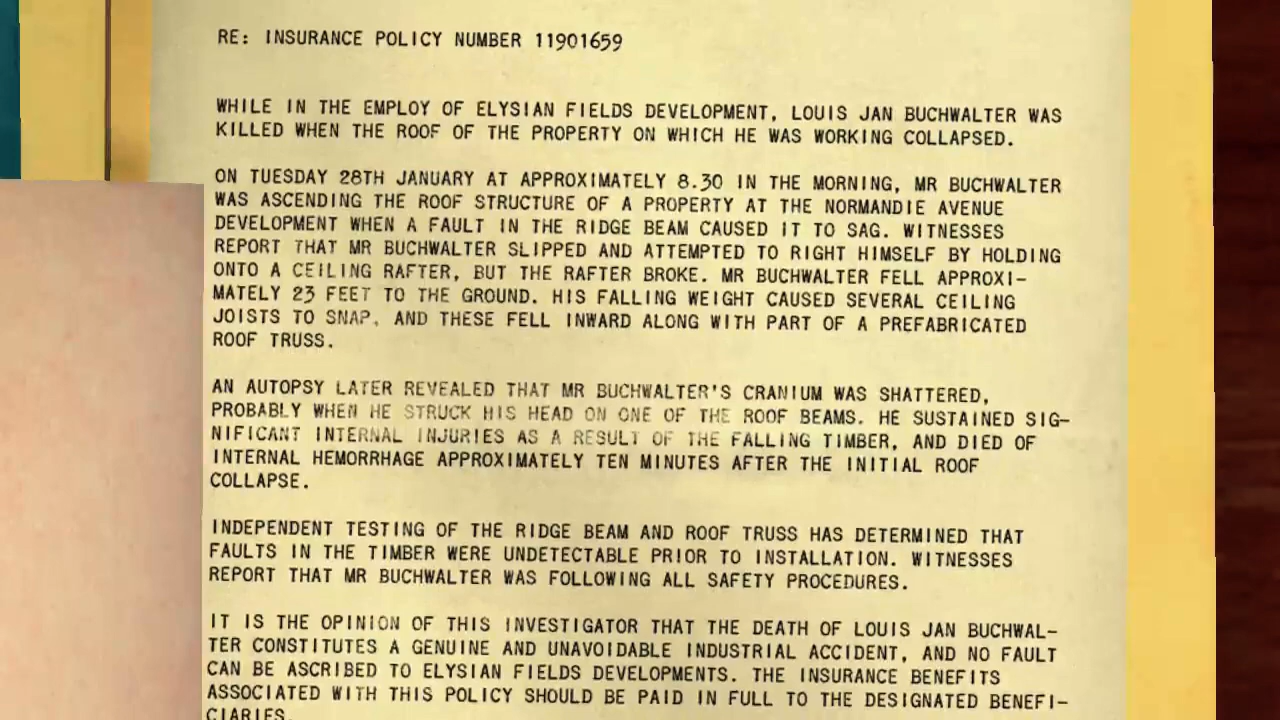 RE: INSURANCE POLICY NUMBER 11901659
WHILE IN THE EMPLOY OF ELYSIAN FIELDS DEVELOPMENT, LOUIS JAN BUCHWALTER WAS
KILLED WHEN THE ROOF OF THE PROPERTY ON WHICH HE WAS WORKING COLLAPSED.
ON TUESDAY 28TH JANUARY AT APPROXIMATELY 8.30 IN THE MORNING, MR BUCHWALTER
WAS ASCENDING THE ROOF STRUCTURE OF A PROPERTY AT THE NORMANDIE AVENUE
DEVELOPMENT WHEN A FAULT IN THE RIDGE BEAM CAUSED IT TO SAG. WITNESSES
REPORT THAT MR BUCHWALTER SLIPPED AND ATTEMPTED TO RIGHT HIMSELF BY HOLDING
ONTO A CEILING RAFTER, BUT THE RAFTER BROKE. MR BUCHWALTER FELL APPROXI-
MATELY 23 FEET TO THE GROUND. HIS FALLING WEIGHT CAUSED SEVERAL CEILING
JOISTS TO SNAP, AND THESE FELL INWARD ALONG WITH PART OF A PREFABRICATED
ROOF TRUSS.
AN AUTOPSY LATER REVEALED THAT MR BUCHWALTER'S CRANIUM WAS SHATTERED,
PROBABLY WHEN HE STRUCK HIS HEAD ON ONE OF THE ROOF BEAMS. HE SUSTAINED SIG-
NIFICANT INTERNAL INJURIES AS A RESULT OF THE FALLING TIMBER, AND DIED OF
INTERNAL HEMORRHAGE APPROXIMATELY TEN MINUTES AFTER THE INITIAL ROOF
COLLAPSE.
INDEPENDENT TESTING OF THE RIDGE BEAM AND ROOF TRUSS HAS DETERMINED THAT
FAULTS IN THE TIMBER WERE UNDETECTABLE PRIOR TO INSTALLATION. WITNESSES
REPORT THAT MR BUCHWALTER WAS FOLLOWING ALL SAFETY PROCEDURES.
IT IS THE OPINION OF THIS INVESTIGATOR THAT THE DEATH OF LOUIS JAN BUCHWAL-
TER CONSTITUTES A GENUINE AND UNAVOIDABLE INDUSTRIAL ACCIDENT, AND NO FAULT
CAN BE ASCRIBED TO ELYSIAN FIELDS DEVELOPMENTS. THE INSURANCE BENEFITS
ASSOCIATED WITH THIS POLICY SHOULD BE PAID IN FULL TO THE DESIGNATED BENEFI-
CIARIES.